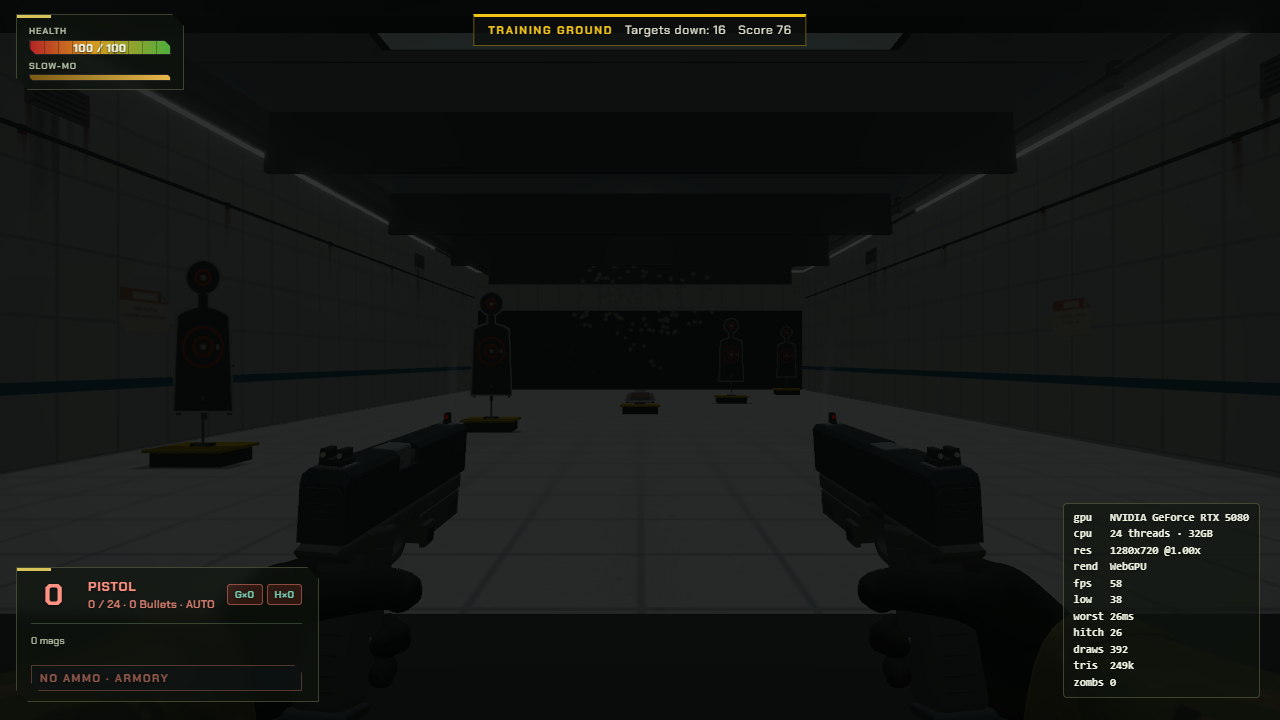 HEALTH
100 / 100
SLOW-MO
TRAINING GROUND Targets down: 16 Score 76
0
PISTOL
0 / 24 · 0 Bullets · AUTO
G×0 H×0
0 mags
NO AMMO · ARMORY
gpu NVIDIA GeForce RTX 5080
cpu 24 threads · 32GB
res 1280x720 @1.00x
rend WebGPU
fps 58
low 38
worst 26ms
hitch 26
draws 392
tris 249k
zombs 0